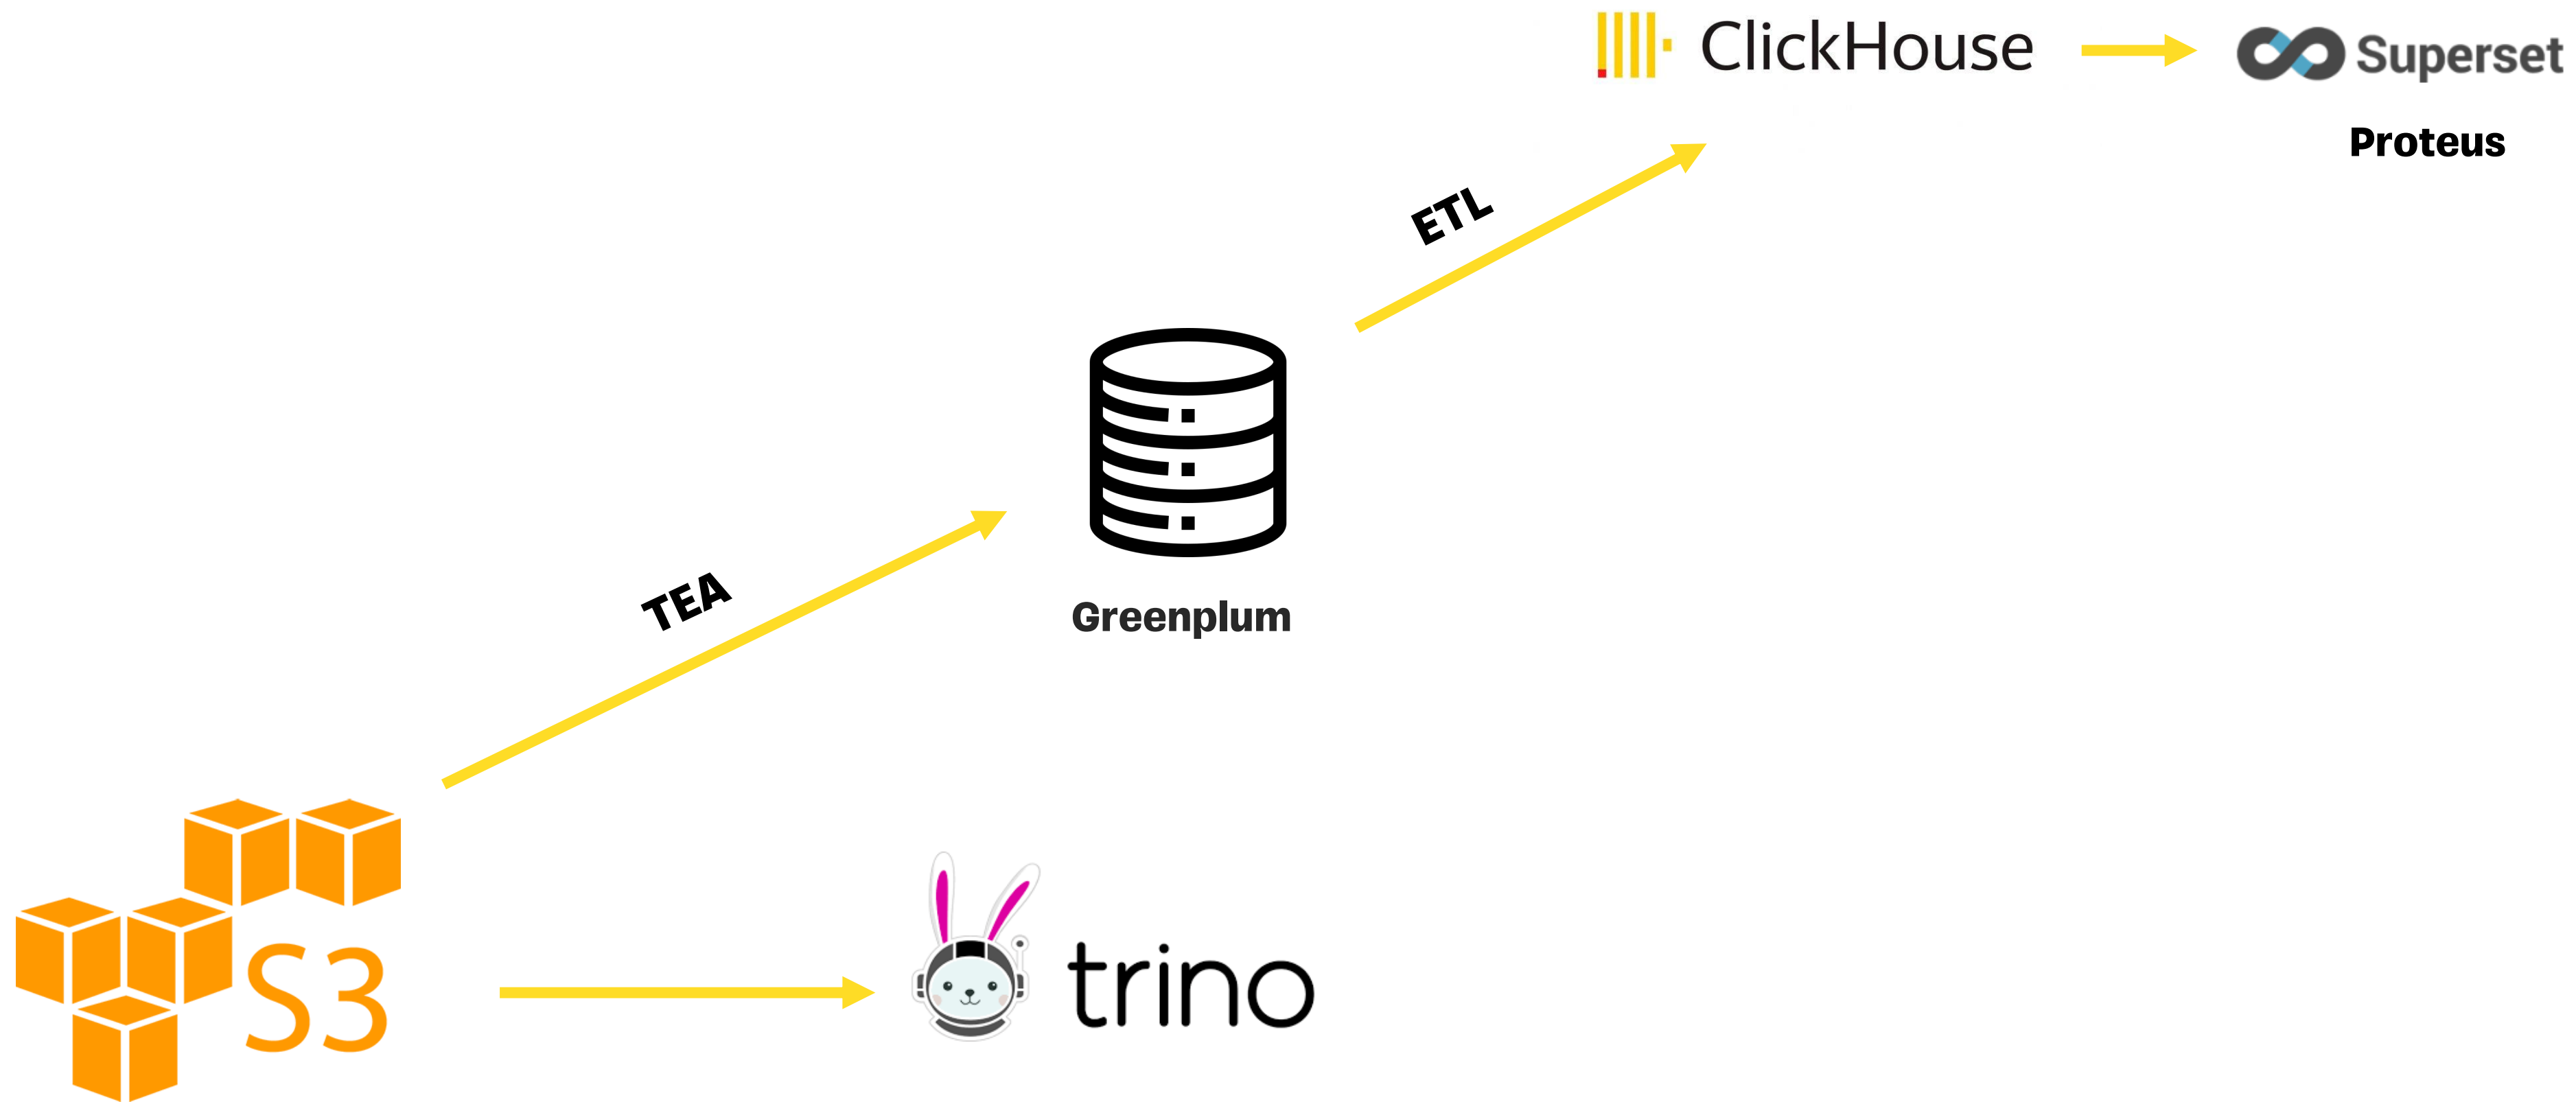 ClickHouse
Superset
Proteus
ETL
TEA
Greenplum
S3
trino